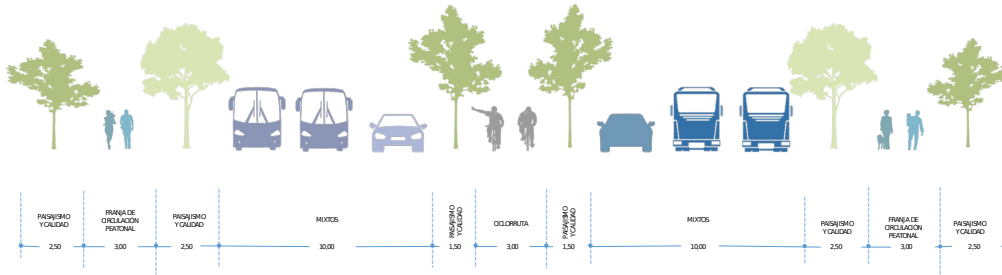 PAISAJISMO
Y CALIDAD
2,50
FRANJA DE
CIRCULACIÓN
PEATONAL
3,00
PAISAJISMO
Y CALIDAD
2,50
MIXTOS
10,00
PAISAJISMO
Y CALIDAD
1,50
CICLORRUTA
3,00
PAISAJISMO
Y CALIDAD
1,50
MIXTOS
10,00
PAISAJISMO
Y CALIDAD
2,50
FRANJA DE
CIRCULACIÓN
PEATONAL
3,00
PAISAJISMO
Y CALIDAD
2,50